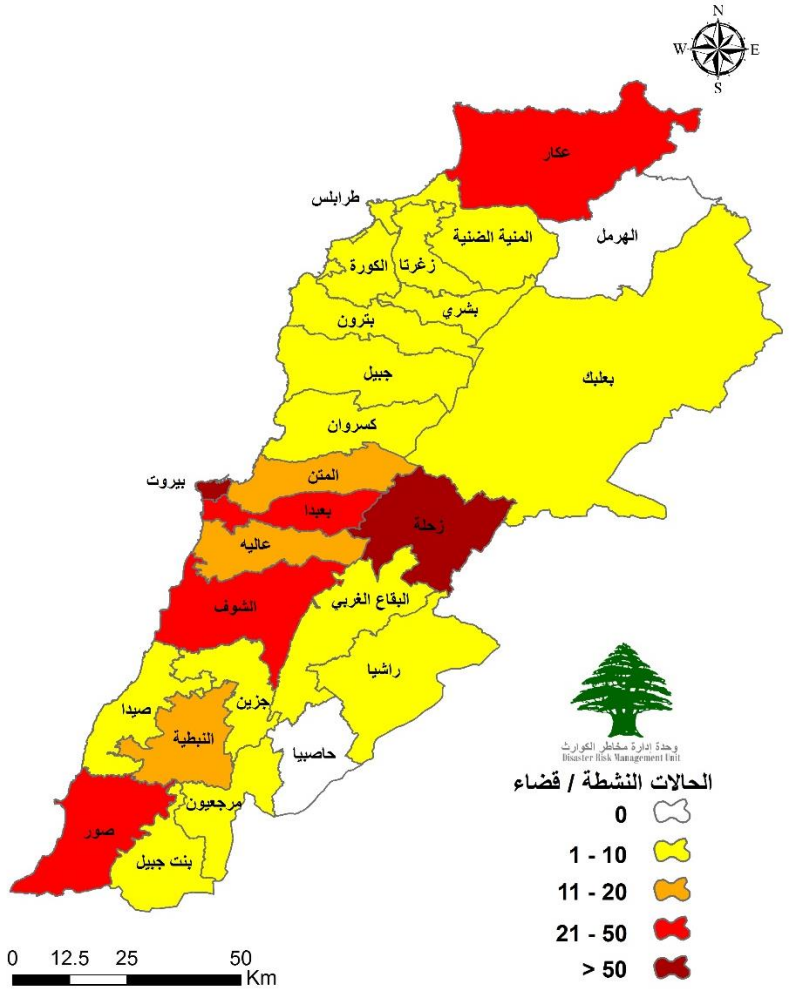 N
W E
S
عكار
طرابلس
المنية الضنية
الهرمل
زغرتا
الكورة
بشري
بترون
جبيل
بعلبك
كسروان
المتن
بيروت
بعبدا
زحلة
عاليه
البقاع الغربي
الشوف
راشيا
جزين
صيدا
النبطية
حاصبيا
مرجعيون
صور
بنت جبيل
وحدة إدارة مخاطر الكوارث
Disaster Risk Management Unit
الحالات النشطة / قضاء
0
1 - 10
11 - 20
21 - 50
> 50
0 12.5 25 50
Km